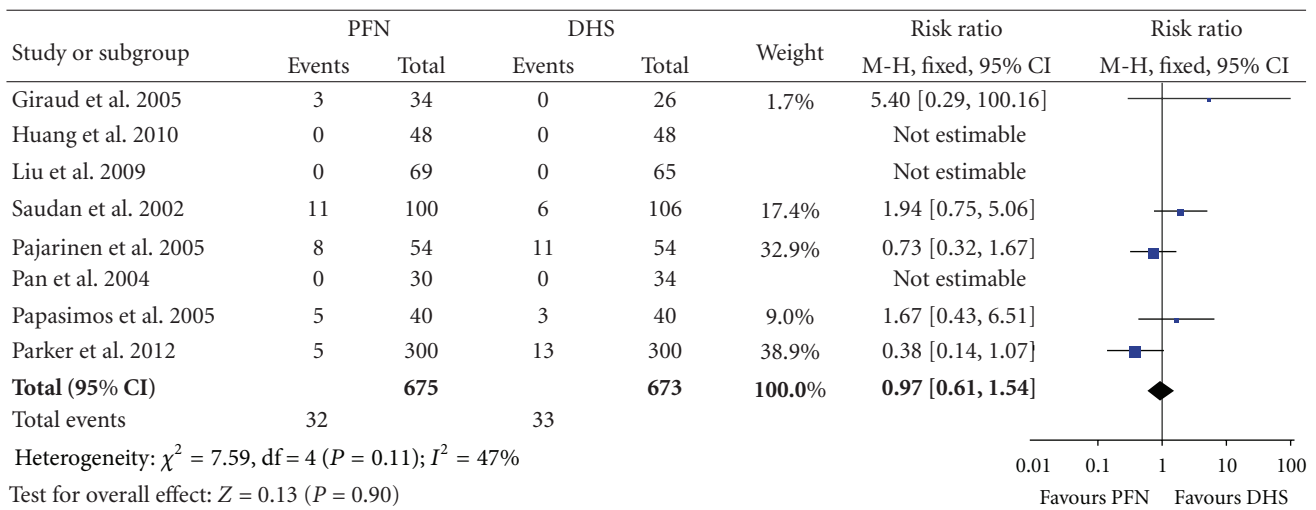 Study or subgroup PFN DHS Weight Risk ratio Risk ratio
Events Total Events Total M-H, fixed, 95% CI M-H, fixed, 95% CI
Giraud et al. 2005 3 34 0 26 1.7% 5.40 [0.29, 100.16]
Huang et al. 2010 0 48 0 48 Not estimable
Liu et al. 2009 0 69 0 65 Not estimable
Saudan et al. 2002 11 100 6 106 17.4% 1.94 [0.75, 5.06]
Pajarinen et al. 2005 8 54 11 54 32.9% 0.73 [0.32, 1.67]
Pan et al. 2004 0 30 0 34 Not estimable
Papasimos et al. 2005 5 40 3 40 9.0% 1.67 [0.43, 6.51]
Parker et al. 2012 5 300 13 300 38.9% 0.38 [0.14, 1.07]
Total (95% CI) 675 673 100.0% 0.97 [0.61, 1.54]
Total events 32 33
Heterogeneity: χ² = 7.59, df = 4 (P = 0.11); I² = 47%
Test for overall effect: Z = 0.13 (P = 0.90)
0.01 0.1 1 10 100
Favours PFN Favours DHS